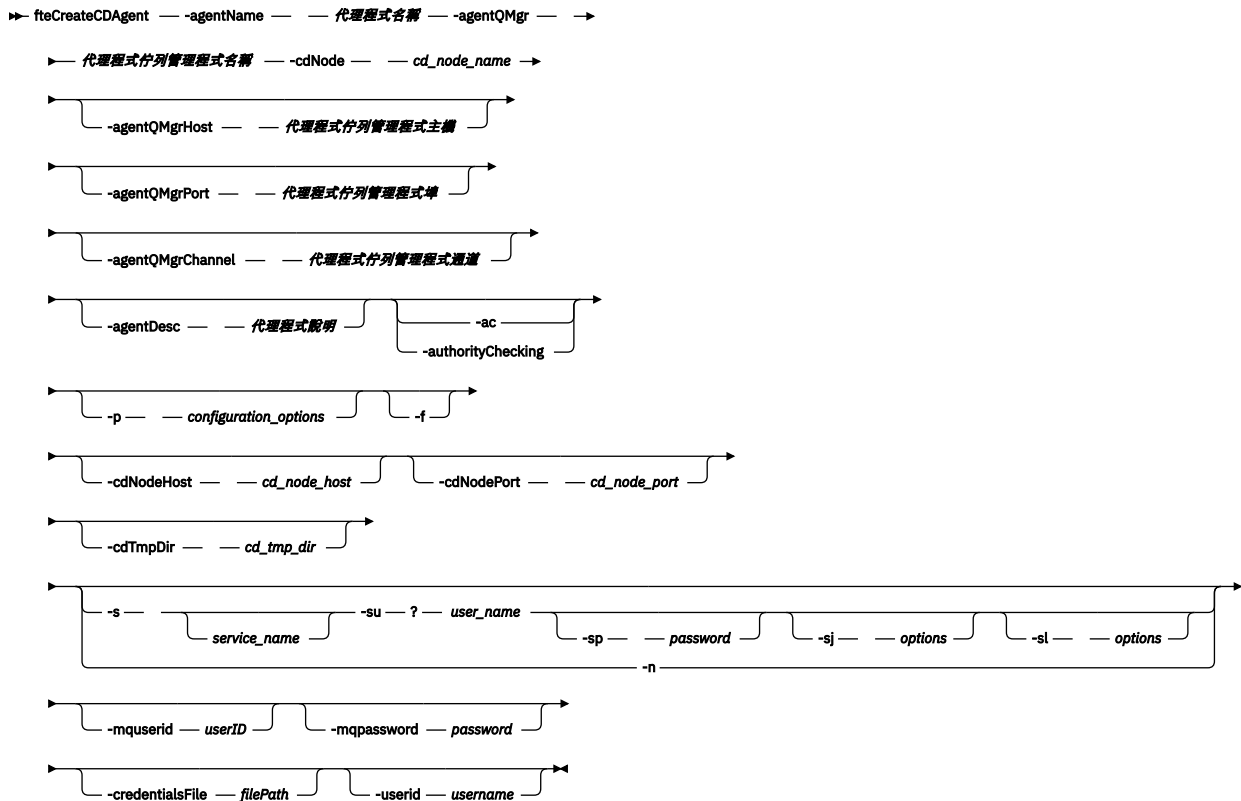 fteCreateCDAgent -agentName 代理程式名稱 -agentQMgr
代理程式佇列管理程式名稱 -cdNode cd_node_name
-agentQMgrHost 代理程式佇列管理程式主機
-agentQMgrPort 代理程式佇列管理程式埠
-agentQMgrChannel 代理程式佇列管理程式通道
-agentDesc 代理程式說明 -ac
-authorityChecking
-p configuration_options -f
-cdNodeHost cd_node_host -cdNodePort cd_node_port
-cdTmpDir cd_tmp_dir
-s service_name -su ? user_name -sp password -sj options -sl options
-n
-mquserid userID -mqpassword password
-credentialsFile filePath -userid username